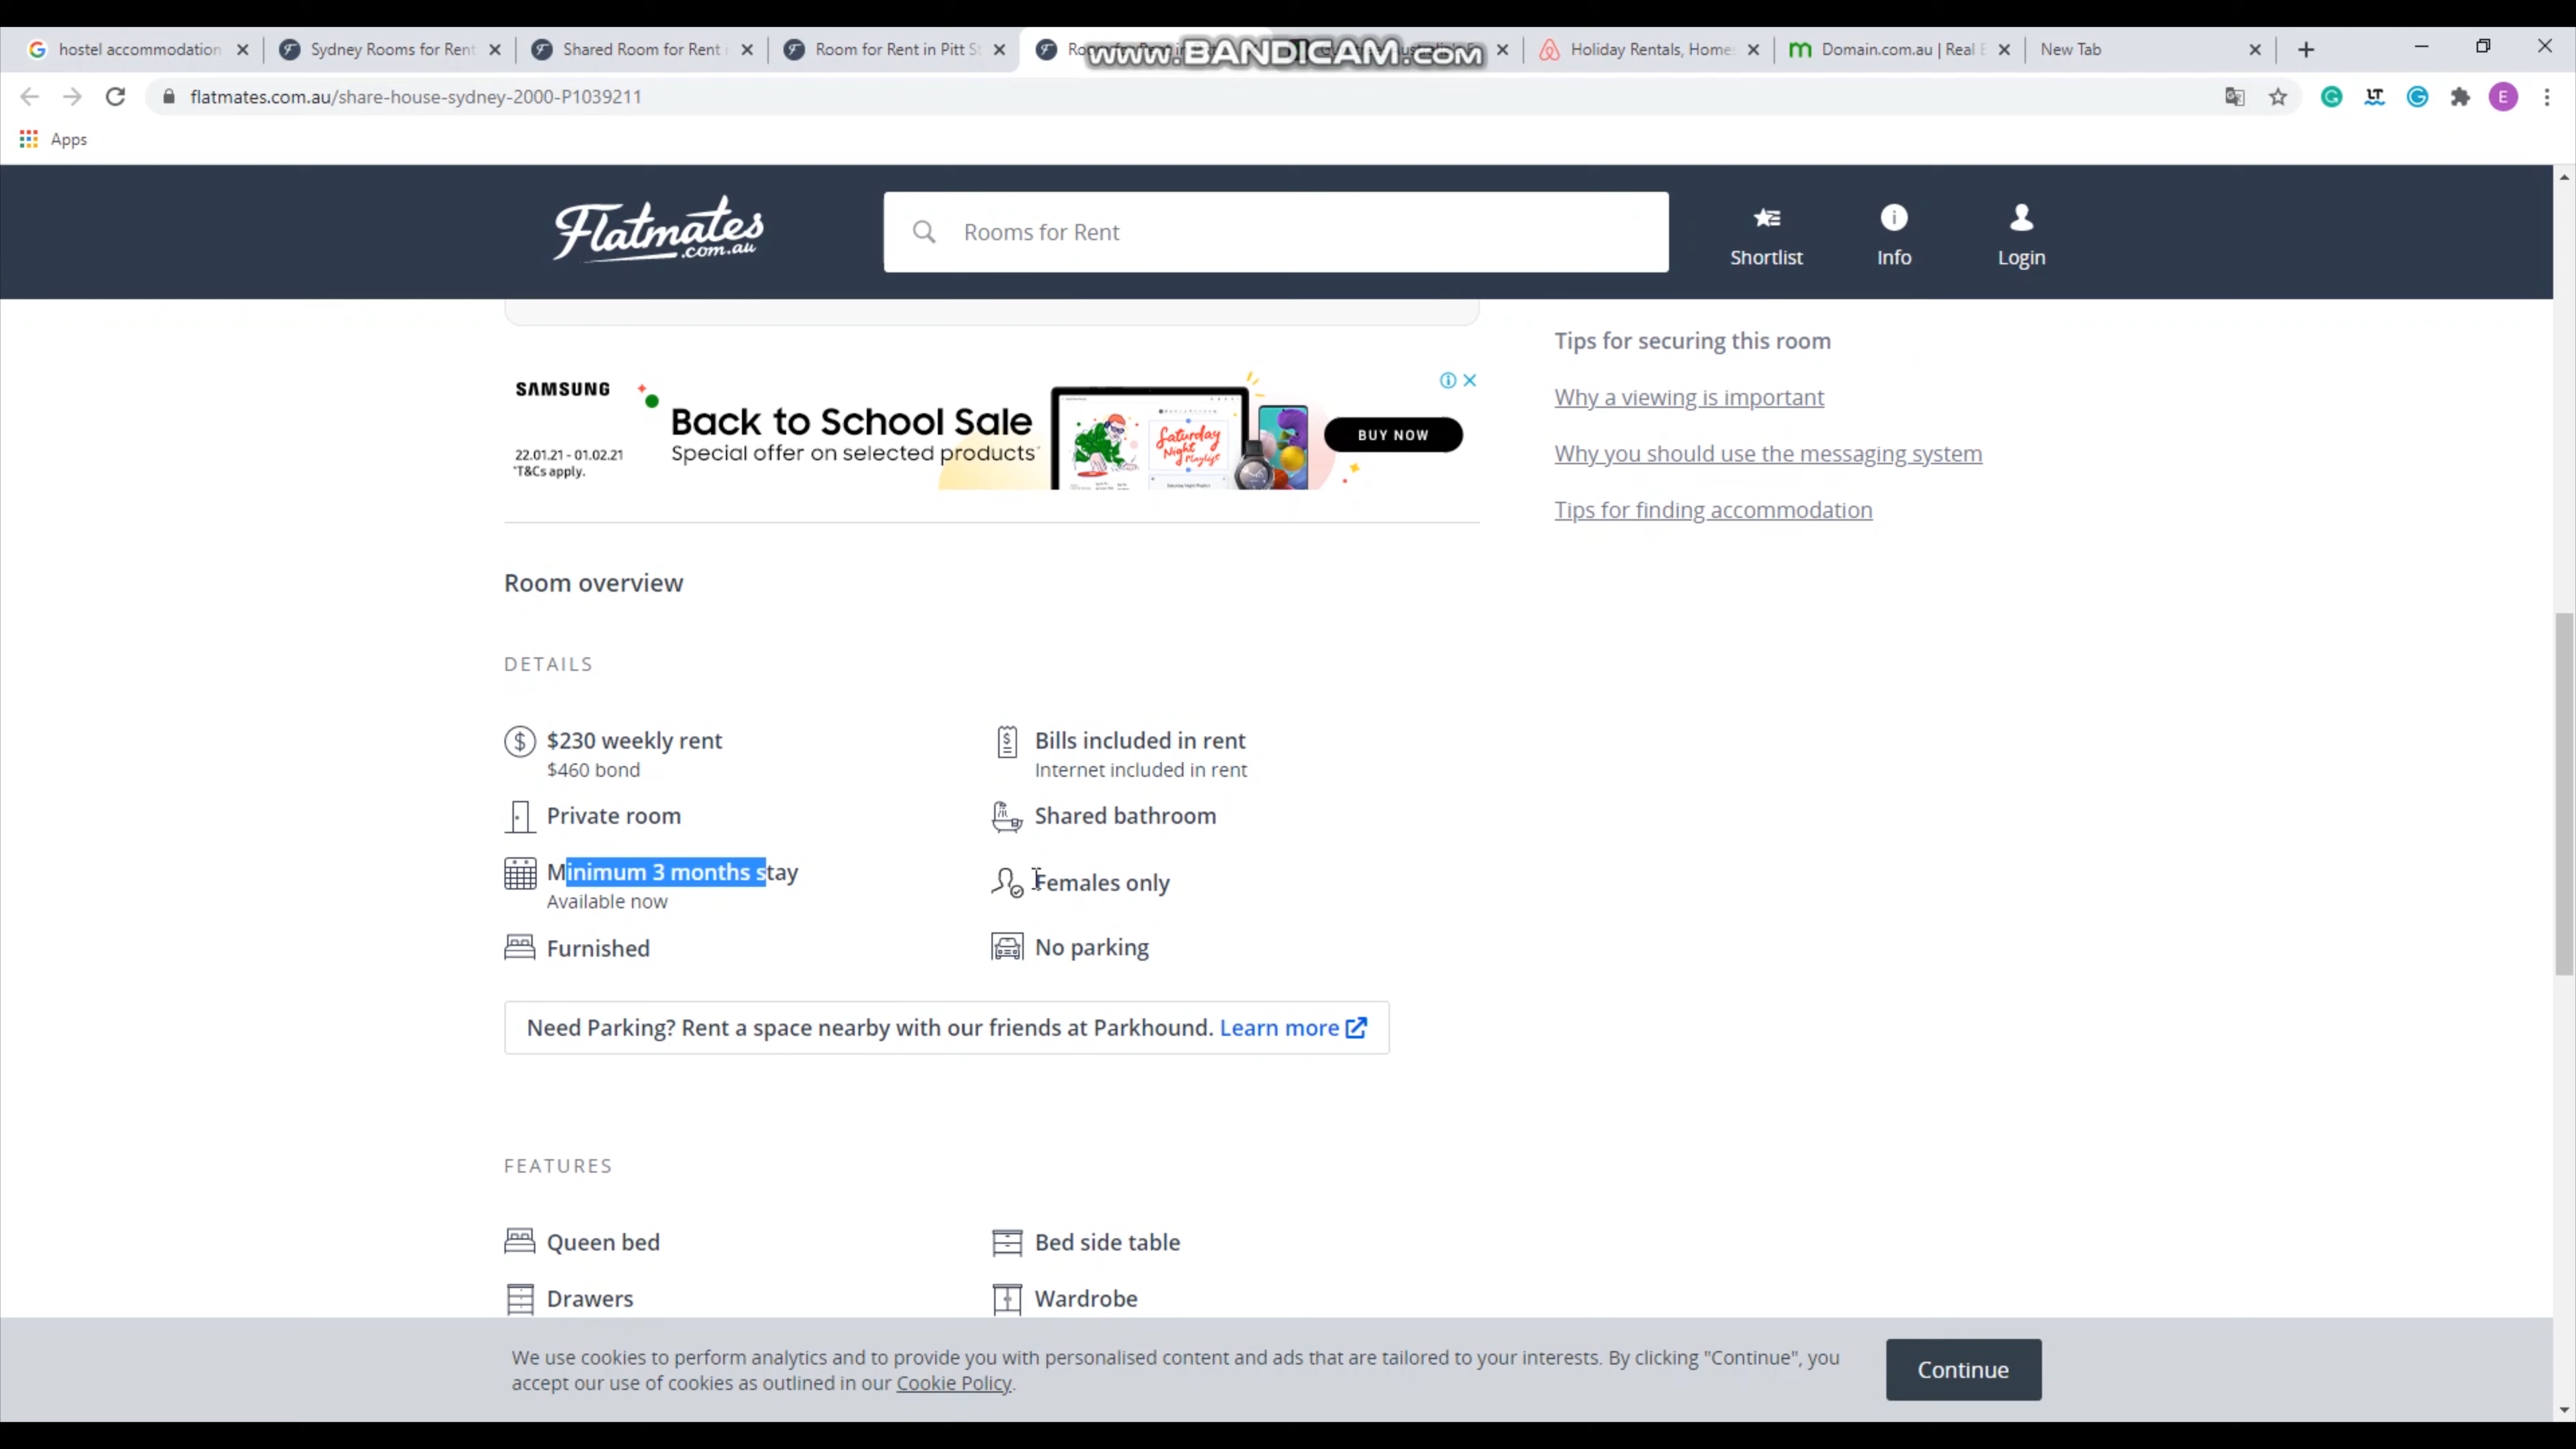 hostel accommodation
Sydney Rooms for Rent
Shared Room for Rent
Room for Rent in Pitt S
www.BANDICAM.com
Holiday Rentals, Home
Domain.com.au | Real E
New Tab
flatmates.com.au/share-house-sydney-2000-P1039211
LT
E
Apps
Flatmates
.com.au
Rooms for Rent
Shortlist
Info
Login
Tips for securing this room
Why a viewing is important
Why you should use the messaging system
Tips for finding accommodation
SAMSUNG
22.01.21 - 01.02.21
*T&Cs apply.
Back to School Sale
Special offer on selected products*
Saturday
Night
Playlist
BUY NOW
Room overview
DETAILS
$230 weekly rent
$460 bond
Bills included in rent
Internet included in rent
Private room
Shared bathroom
Minimum 3 months stay
Available now
Females only
Furnished
No parking
Need Parking? Rent a space nearby with our friends at Parkhound. Learn more
FEATURES
Queen bed
Bed side table
Drawers
Wardrobe
We use cookies to perform analytics and to provide you with personalised content and ads that are tailored to your interests. By clicking "Continue", you
accept our use of cookies as outlined in our Cookie Policy.
Continue